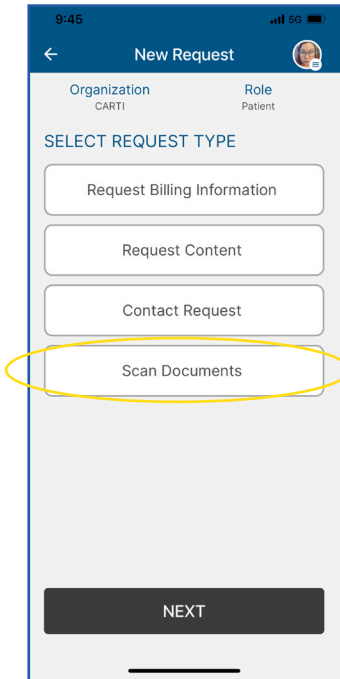 9:45
5G
New Request
Organization
Role
CARTI
Patient
SELECT REQUEST TYPE
Request Billing Information
Request Content
Contact Request
Scan Documents
NEXT